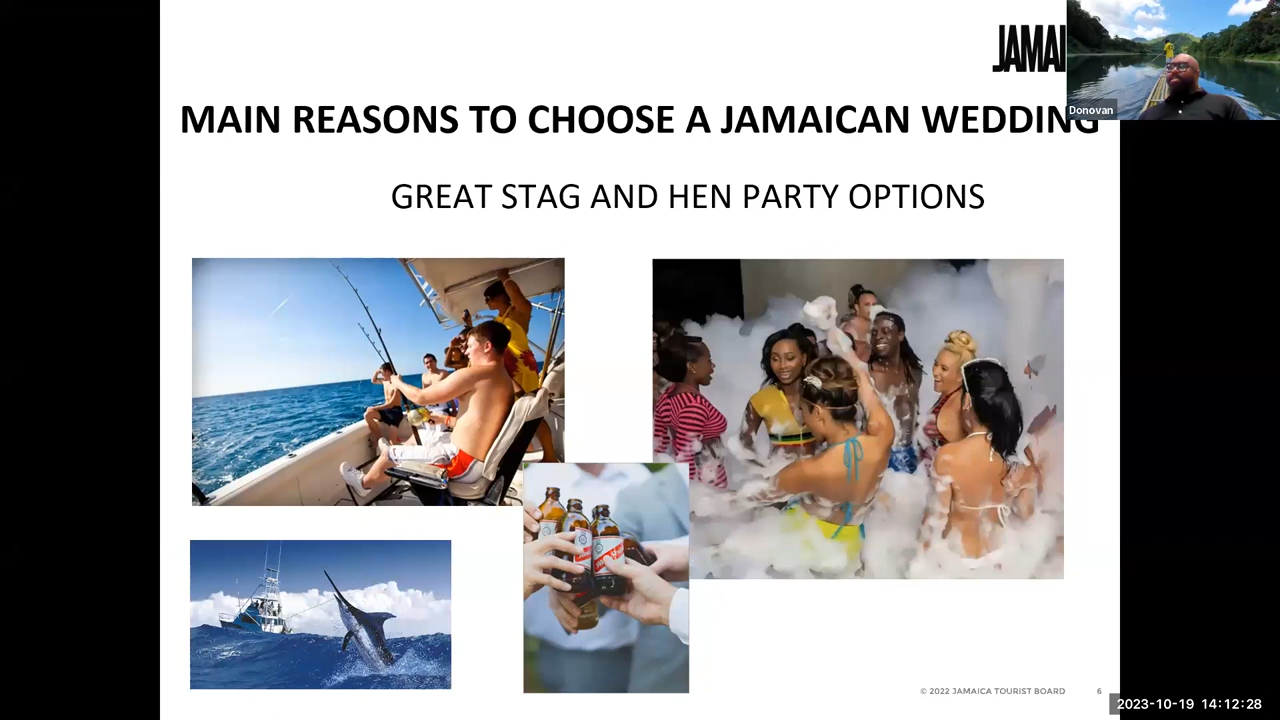 JAMAI
Donovan
MAIN REASONS TO CHOOSE A JAMAICAN WEDDING
GREAT STAG AND HEN PARTY OPTIONS
© 2022 JAMAICA TOURIST BOARD 6
2023-10-19 14:12:28